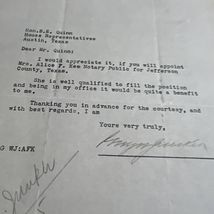 Hon.S.E. Quinn
House Representatives
Austin, Texas
Dear Mr. Quinn:
I would appreciate it, if you will appoint
Mrs. Alice F. Kee Notary Public for Jefferson
County, Texas.
She is well qualified to fill the position
and being in my office it would be quite a benefit
to me.
Thanking you in advance for the courtesy, and
with best regards, I am
Yours very truly,
G WJ:AFK